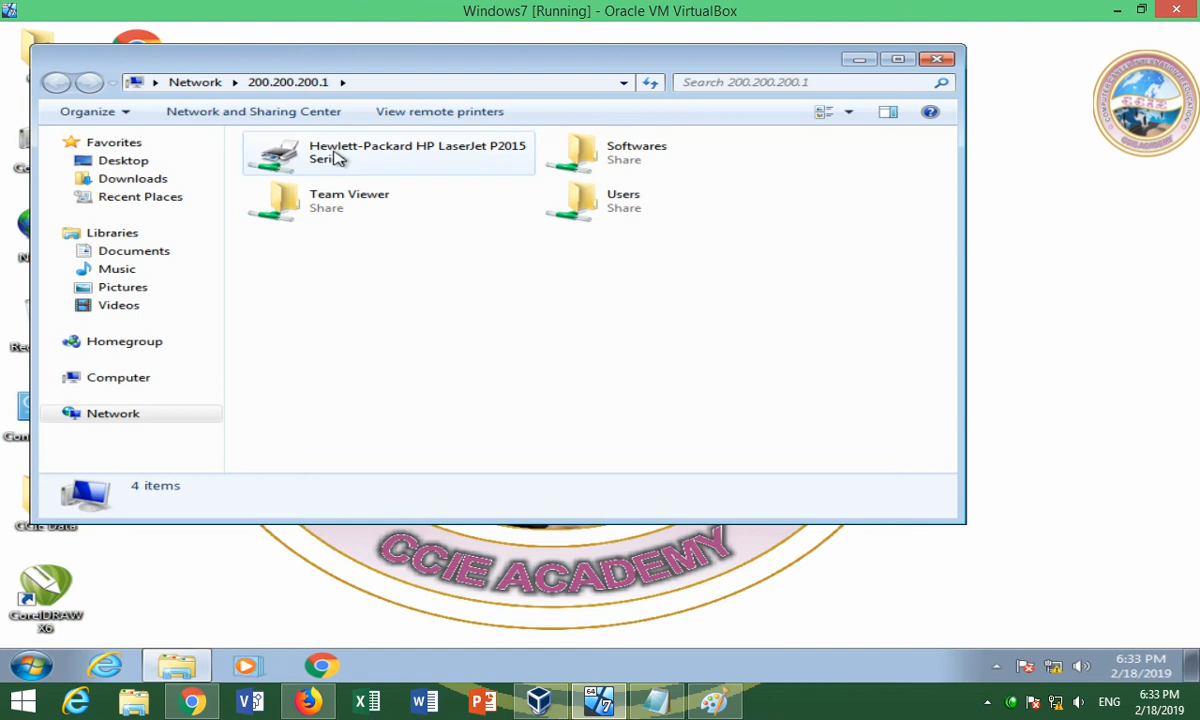 Windows7 [Running] - Oracle VM VirtualBox
Network
200.200.200.1
Search 200.200.200.1
Organize
Network and Sharing Center
View remote printers
Favorites
Desktop
Downloads
Recent Places
Libraries
Documents
Music
Pictures
Videos
Homegroup
Computer
Network
Hewlett-Packard HP LaserJet P2015
Softwares
Share
Team Viewer
Share
Users
Share
4 items
CCIE
CCIE Data
CCIE ACADEMY
CorelDRAW
X6
6:33 PM
2/18/2019
ENG
6:33 PM
2/18/2019